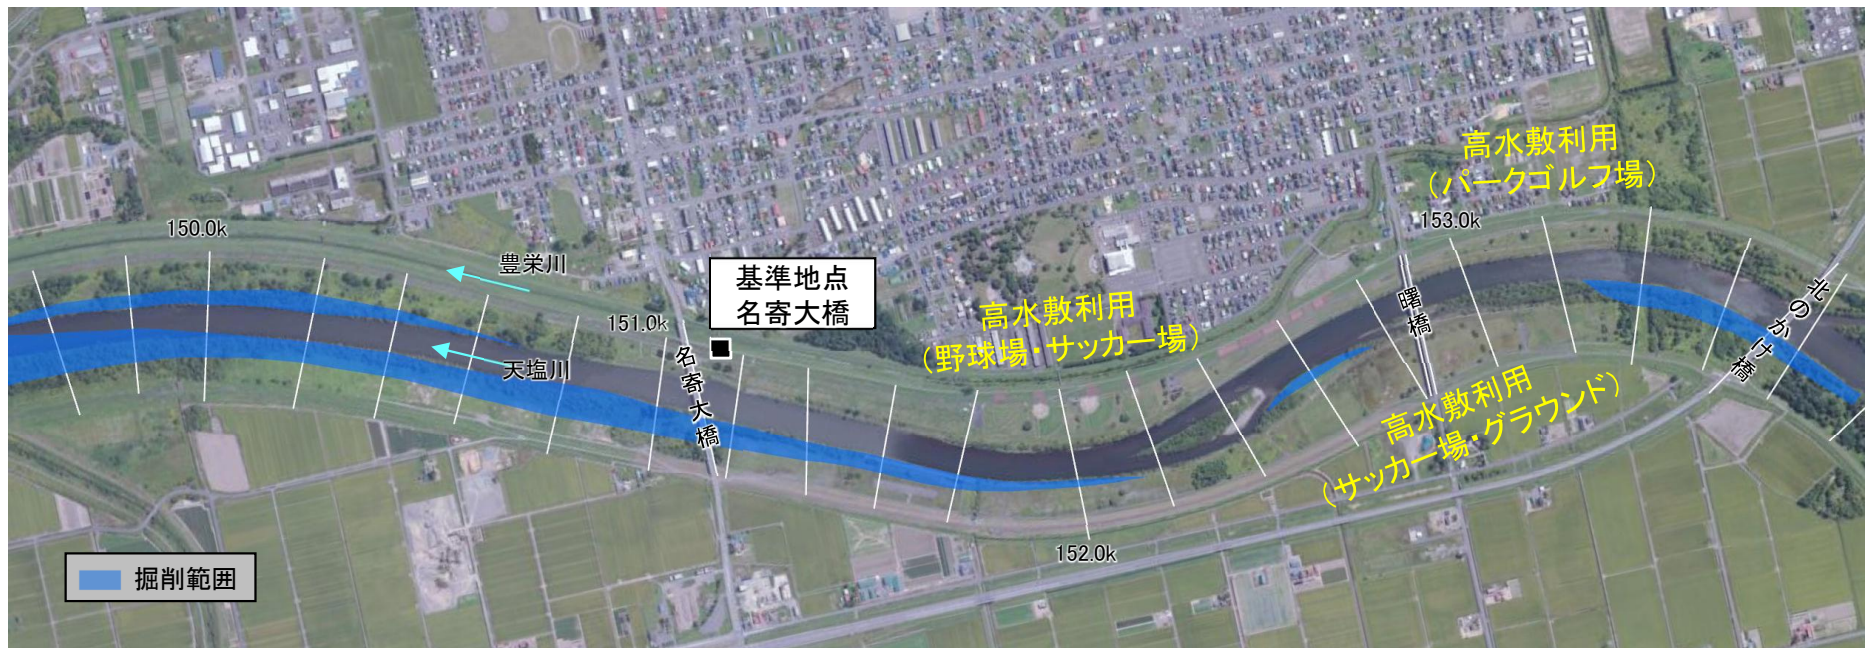 高水敷利用
（パークゴルフ場）
150.0k
153.0k
豊栄川
基準地点
名寄大橋
北のかけ橋
曙橋
高水敷利用
（野球場・サッカー場）
151.0k
名寄大橋
天塩川
高水敷利用
（サッカー場・グラウンド）
152.0k
掘削範囲